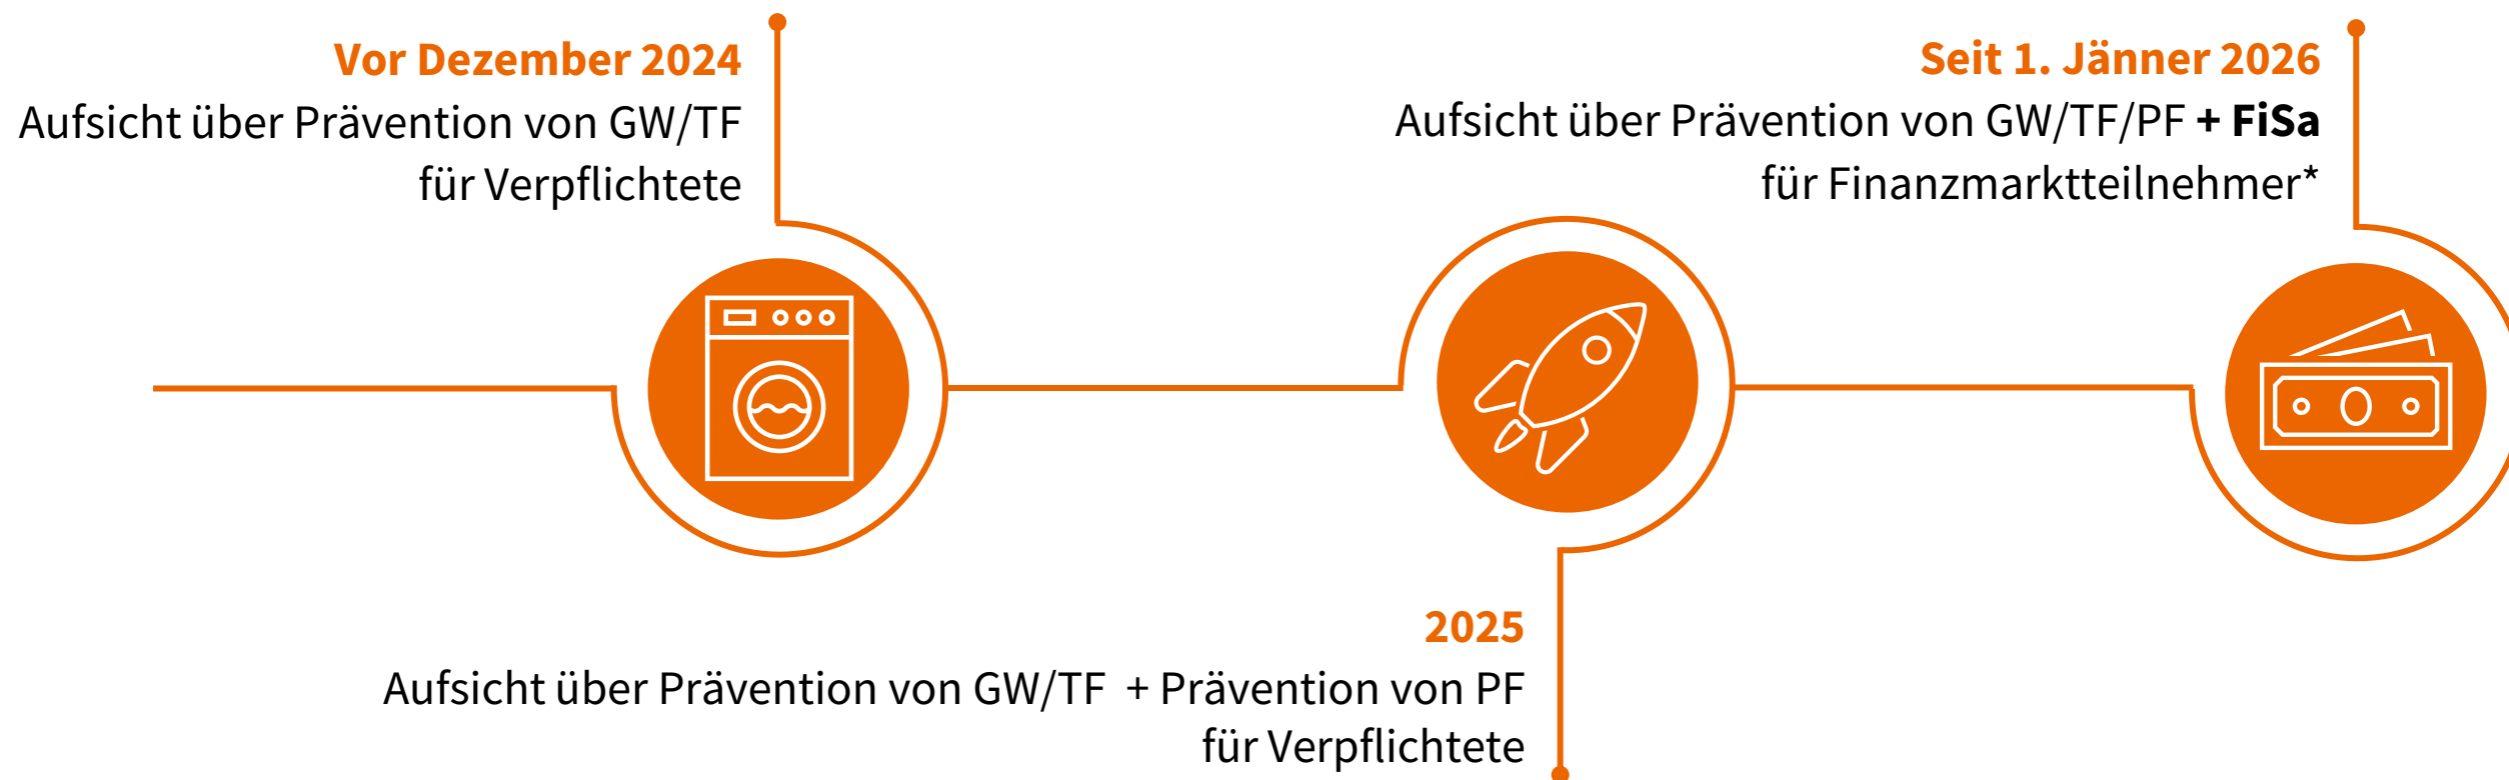 Vor Dezember 2024
Aufsicht über Prävention von GW/TF
für Verpflichtete
2025
Aufsicht über Prävention von GW/TF + Prävention von PF
für Verpflichtete
Seit 1. Jänner 2026
Aufsicht über Prävention von GW/TF/PF + FiSa
für Finanzmarktteilnehmer*